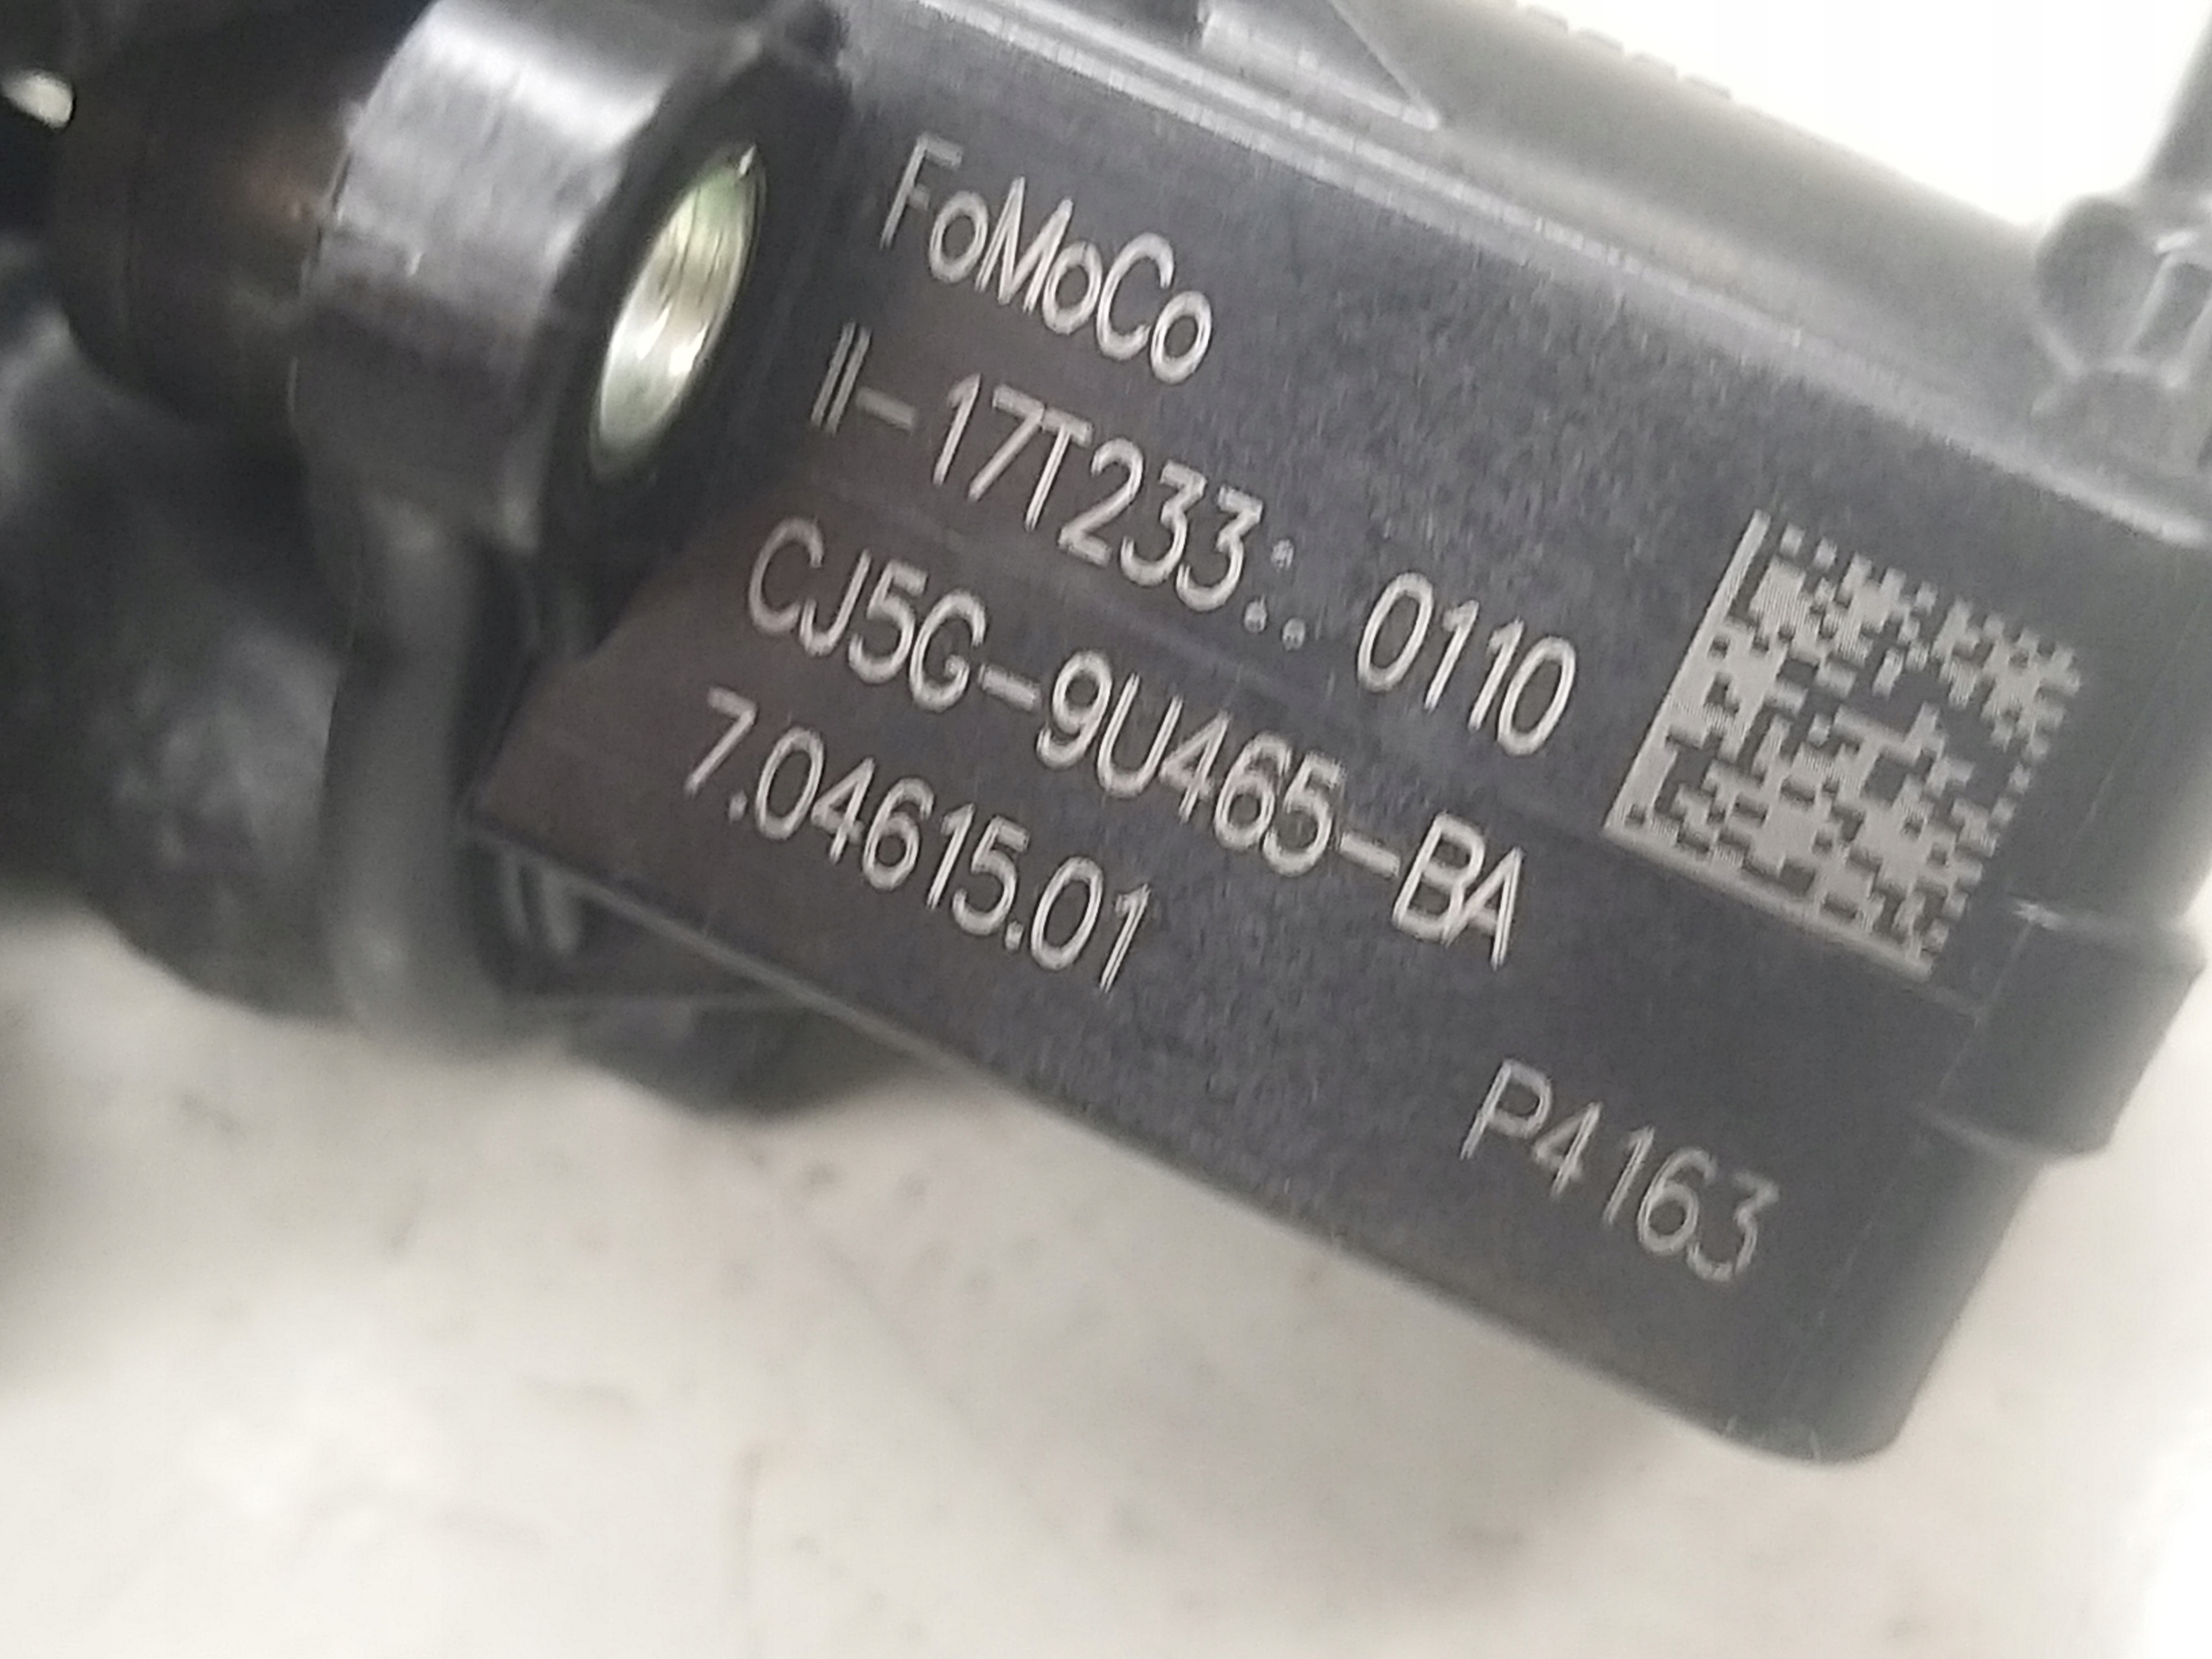 FoMoCo
II-17T233:.. 0110
CJ5G-9U465-BA
7.04615.01
P4163